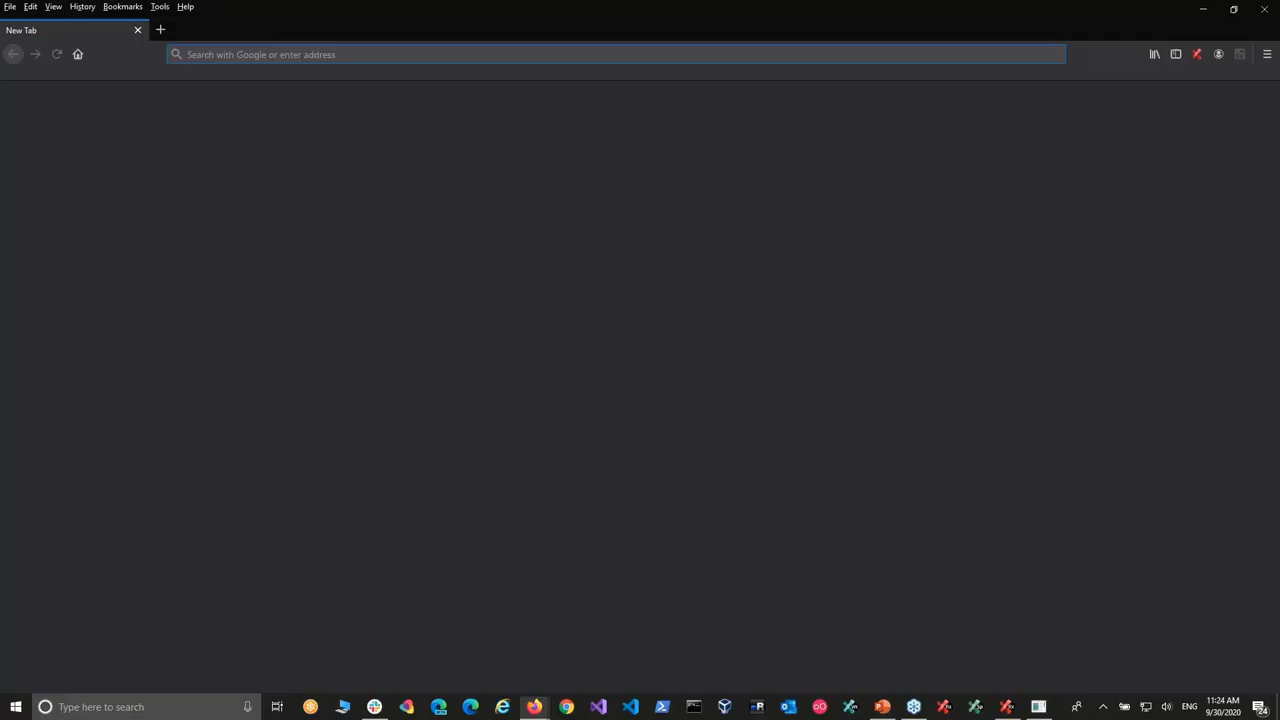 File Edit View History Bookmarks Tools Help
New Tab
Search with Google or enter address
Type here to search
ENG
11:24 AM
9/30/2020
24